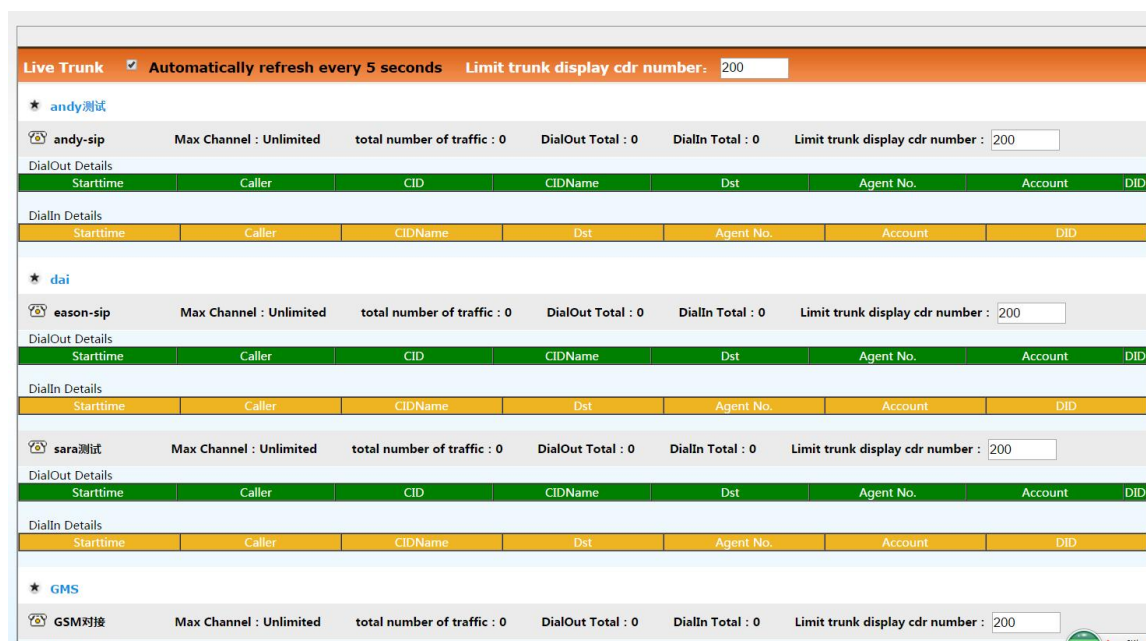 Live Trunk Automatically refresh every 5 seconds Limit trunk display cdr number: 200
andy测试
andy-sip Max Channel : Unlimited total number of traffic : 0 DialOut Total : 0 DialIn Total : 0 Limit trunk display cdr number : 200
DialOut Details
Starttime Caller CID CIDName Dst Agent No. Account DID
DialIn Details
Starttime Caller CIDName Dst Agent No. Account DID
dai
eason-sip Max Channel : Unlimited total number of traffic : 0 DialOut Total : 0 DialIn Total : 0 Limit trunk display cdr number : 200
DialOut Details
Starttime Caller CID CIDName Dst Agent No. Account DID
DialIn Details
Starttime Caller CIDName Dst Agent No. Account DID
sara测试 Max Channel : Unlimited total number of traffic : 0 DialOut Total : 0 DialIn Total : 0 Limit trunk display cdr number : 200
DialOut Details
Starttime Caller CID CIDName Dst Agent No. Account DID
DialIn Details
Starttime Caller CIDName Dst Agent No. Account DID
GMS
GSM对接 Max Channel : Unlimited total number of traffic : 0 DialOut Total : 0 DialIn Total : 0 Limit trunk display cdr number : 200